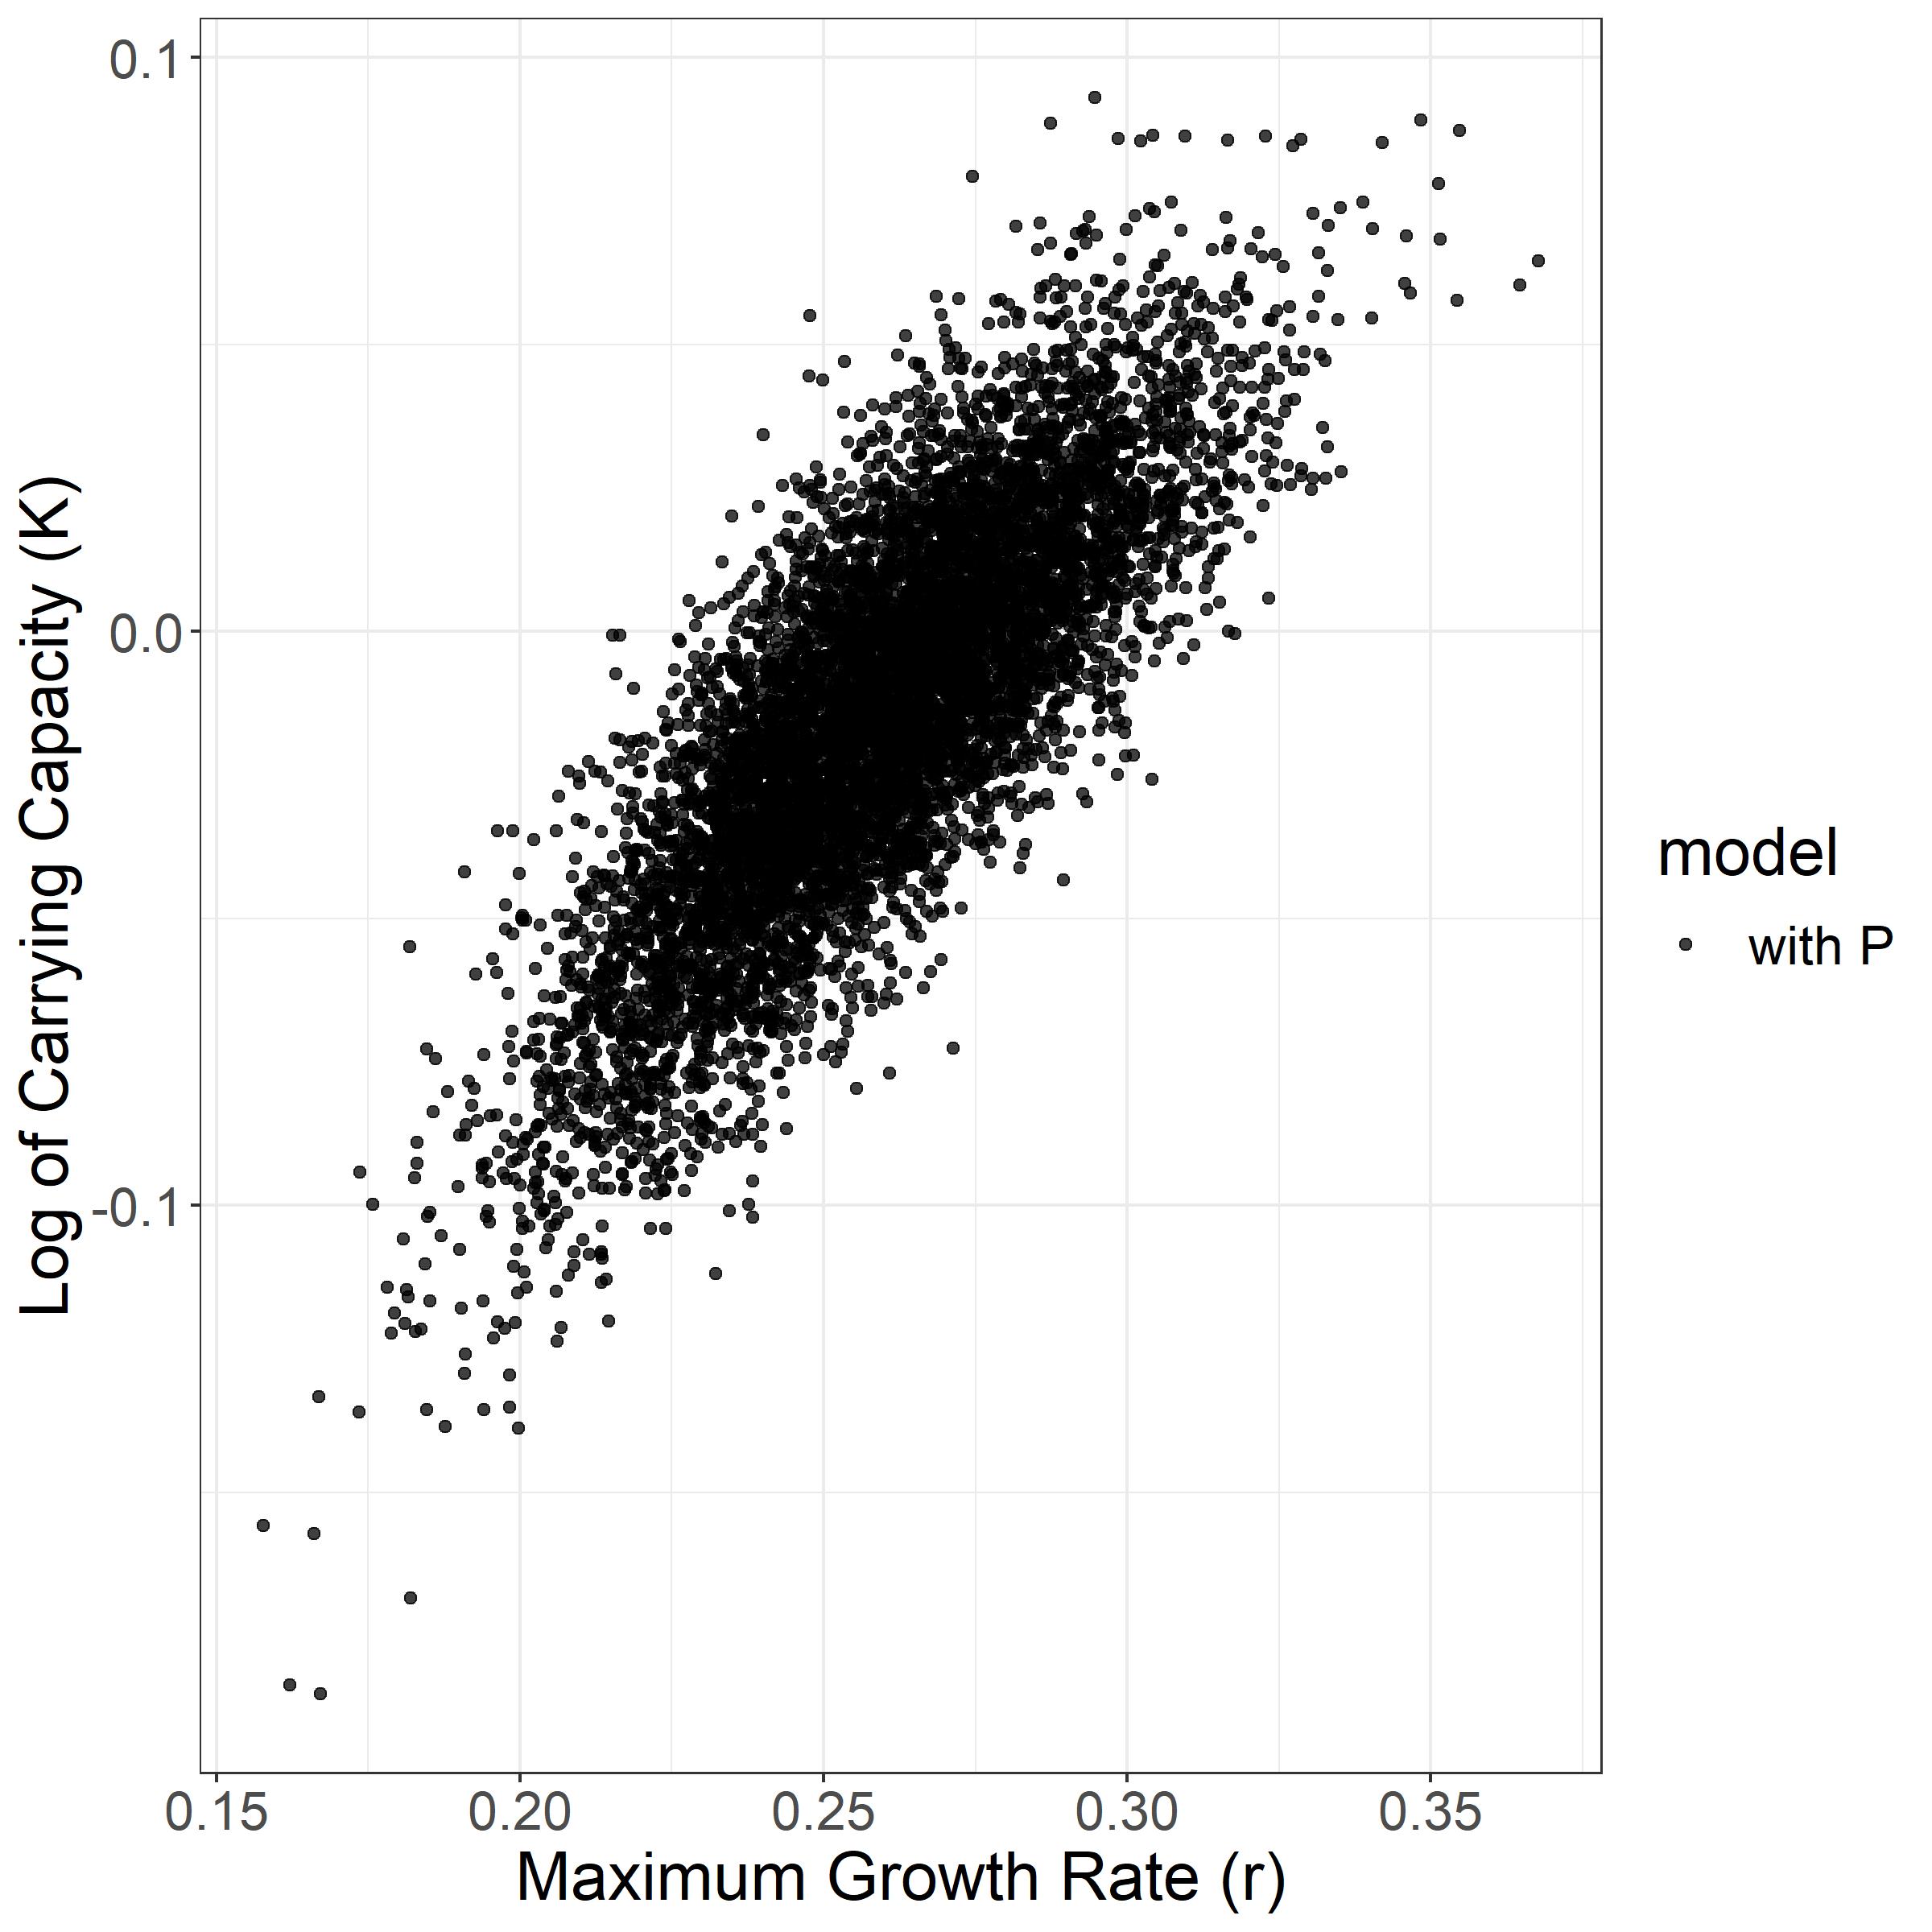 0.1
0.0
-0.1
Log of Carrying Capacity (K)
0.15 0.20 0.25 0.30 0.35
Maximum Growth Rate (r)
model
with P